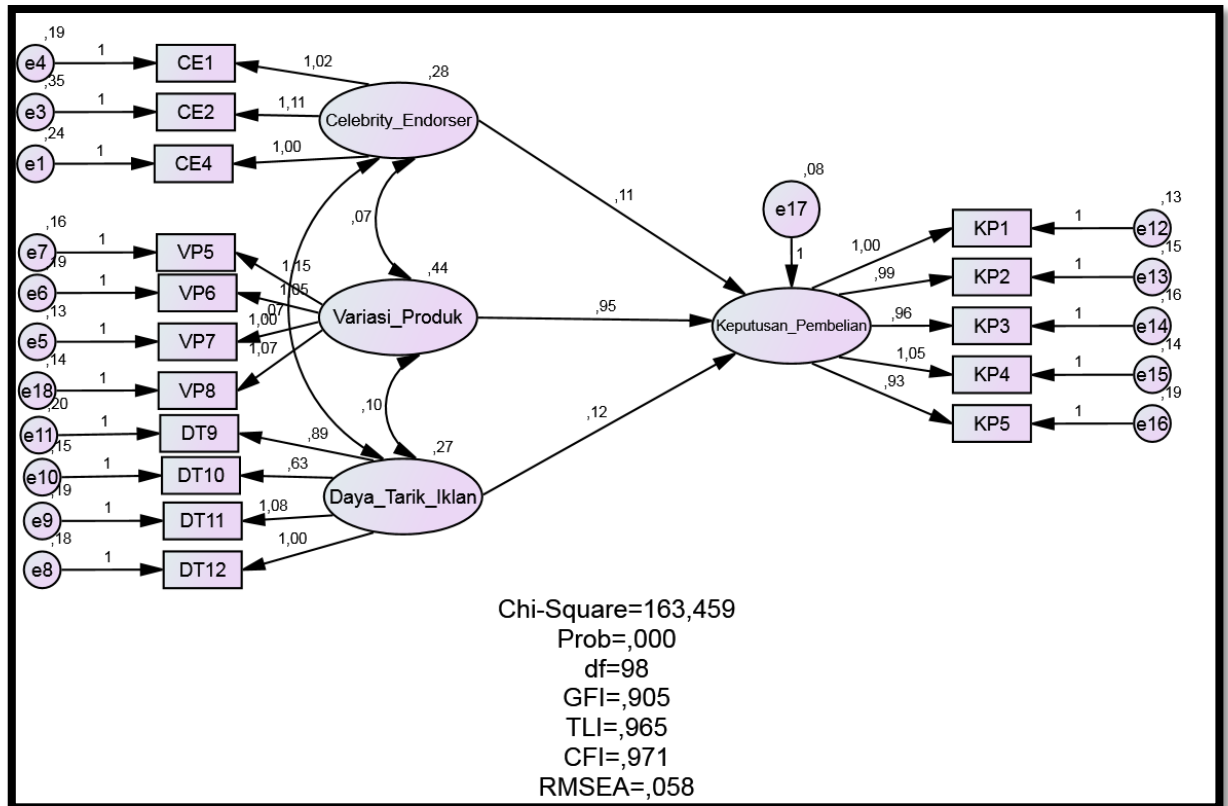 ,19
e4
1
CE1
1,02
,35
e3
1
CE2
1,11
,24
e1
1
CE4
1,00
,28
Celebrity_Endorser
,16
e7
1
VP5
1,15
,19
e6
1
VP6
1,05
,13
e5
1
VP7
1,00
,14
e18
1
VP8
1,07
,44
Variasi_Produk
,20
e11
1
DT9
,89
,15
e10
1
DT10
,63
,19
e9
1
DT11
1,08
,18
e8
1
DT12
1,00
,27
Daya_Tarik_Iklan
,07
,07
,10
,11
,95
,12
,08
e17
1
Keputusan_Pembelian
1,00
KP1
1
,13
e12
,99
KP2
1
,15
e13
,96
KP3
1
,16
e14
1,05
KP4
1
,14
e15
,93
KP5
1
,19
e16
Chi-Square=163,459
Prob=,000
df=98
GFI=,905
TLI=,965
CFI=,971
RMSEA=,058